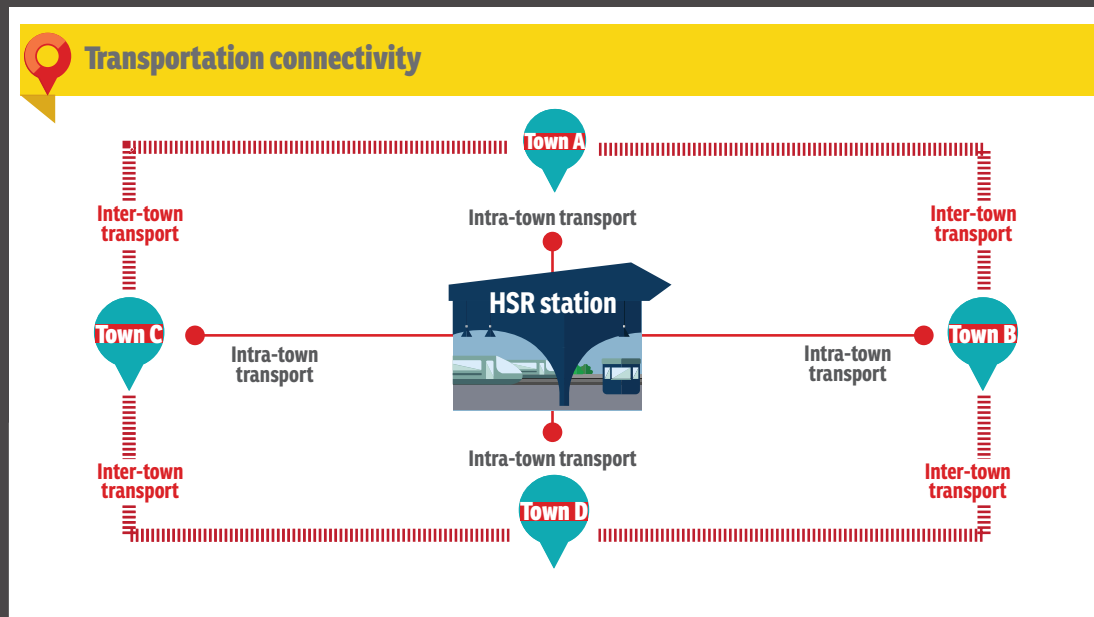 Transportation connectivity
Town A
Intra-town transport
Inter-town
transport
Inter-town
transport
HSR station
Town C
Town B
Intra-town
transport
Intra-town
transport
Intra-town transport
Inter-town
transport
Inter-town
transport
Town D